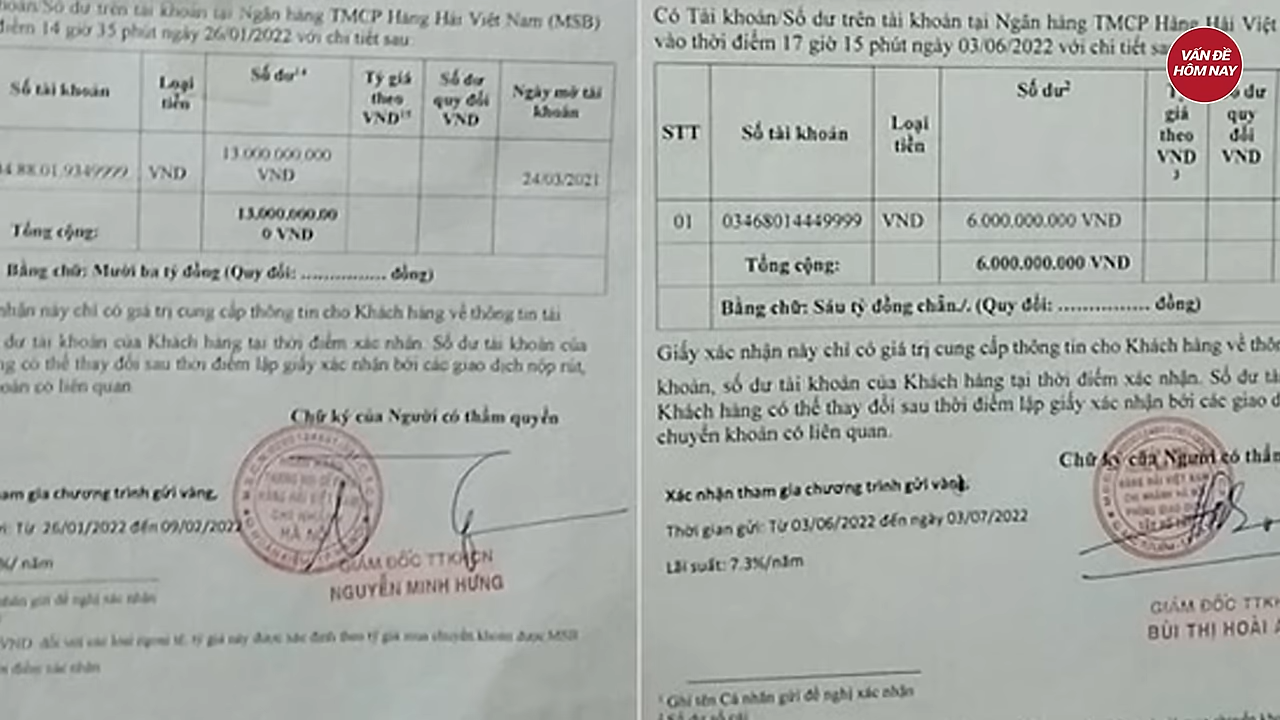 khoản/Số dư trên tài khoản tại Ngân hàng TMCP Hàng Hải Việt Nam (MSB)
điểm 14 giờ 35 phút ngày 26/01/2022 với chi tiết sau
Số tài khoản
Loại tiền
Số dư¹⁴
Tỷ giá theo VND¹⁵
Số dư quy đổi VND
Ngày mở tài khoản
4.88.01.9349999
VND
13.000.000.000 VND
24/03/2021
Tổng cộng:
13.000.000.00
0 VND
Bằng chữ: Mười ba tỷ đồng (Quy đổi: ................ đồng)
nhận này chỉ có giá trị cung cấp thông tin cho Khách hàng về thông tin tài
dư tài khoản của Khách hàng tại thời điểm xác nhận. Số dư tài khoản của
ng có thể thay đổi sau thời điểm lập giấy xác nhận bởi các giao dịch nộp rút,
oản có liên quan
Chữ ký của Người có thẩm quyền
am gia chương trình gửi vàng,
i: Từ 26/01/2022 đến 09/02/2022
%/ năm
HÀ NỘI
GIÁM ĐỐC TTKHCN
NGUYỄN MINH HƯNG
nhân gửi đề nghị xác nhận
VND đối với các loại ngoại tệ, tỷ giá này được xác định theo tỷ giá mua chuyển khoản được MSB
điểm xác nhận
Có Tài khoản/Số dư trên tài khoản tại Ngân hàng TMCP Hàng Hải Việt
vào thời điểm 17 giờ 15 phút ngày 03/06/2022 với chi tiết sa
VẤN ĐỀ
HÔM NAY
STT
Số tài khoản
Loại tiền
Số dư²
giá theo VND ³
dư quy đổi VND
01
03468014449999
VND
6.000.000.000 VND
Tổng cộng:
6.000.000.000 VND
Bằng chữ: Sáu tỷ đồng chẵn./. (Quy đổi: ................ đồng)
Giấy xác nhận này chỉ có giá trị cung cấp thông tin cho Khách hàng về thôn
khoản, số dư tài khoản của Khách hàng tại thời điểm xác nhận. Số dư tà
Khách hàng có thể thay đổi sau thời điểm lập giấy xác nhận bởi các giao d
chuyển khoản có liên quan.
Chữ ký của Người có thẩm
Xác nhận tham gia chương trình gửi vàng,
Thời gian gửi: Từ 03/06/2022 đến ngày 03/07/2022
Lãi suất: 7.3%/năm
GIÁM ĐỐC TTK
BÙI THỊ HOÀI A
¹ Ghi tên Cá nhân gửi đề nghị xác nhận
² Số dư số cái